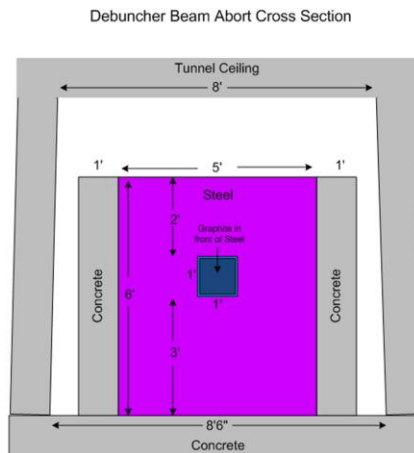 Debuncher Beam Abort Cross Section
Tunnel Ceiling
8'
1'
5'
1'
Steel
2'
Graphite in
front of Steel
1'
1'
6'
Concrete
Concrete
3'
8'6"
Concrete